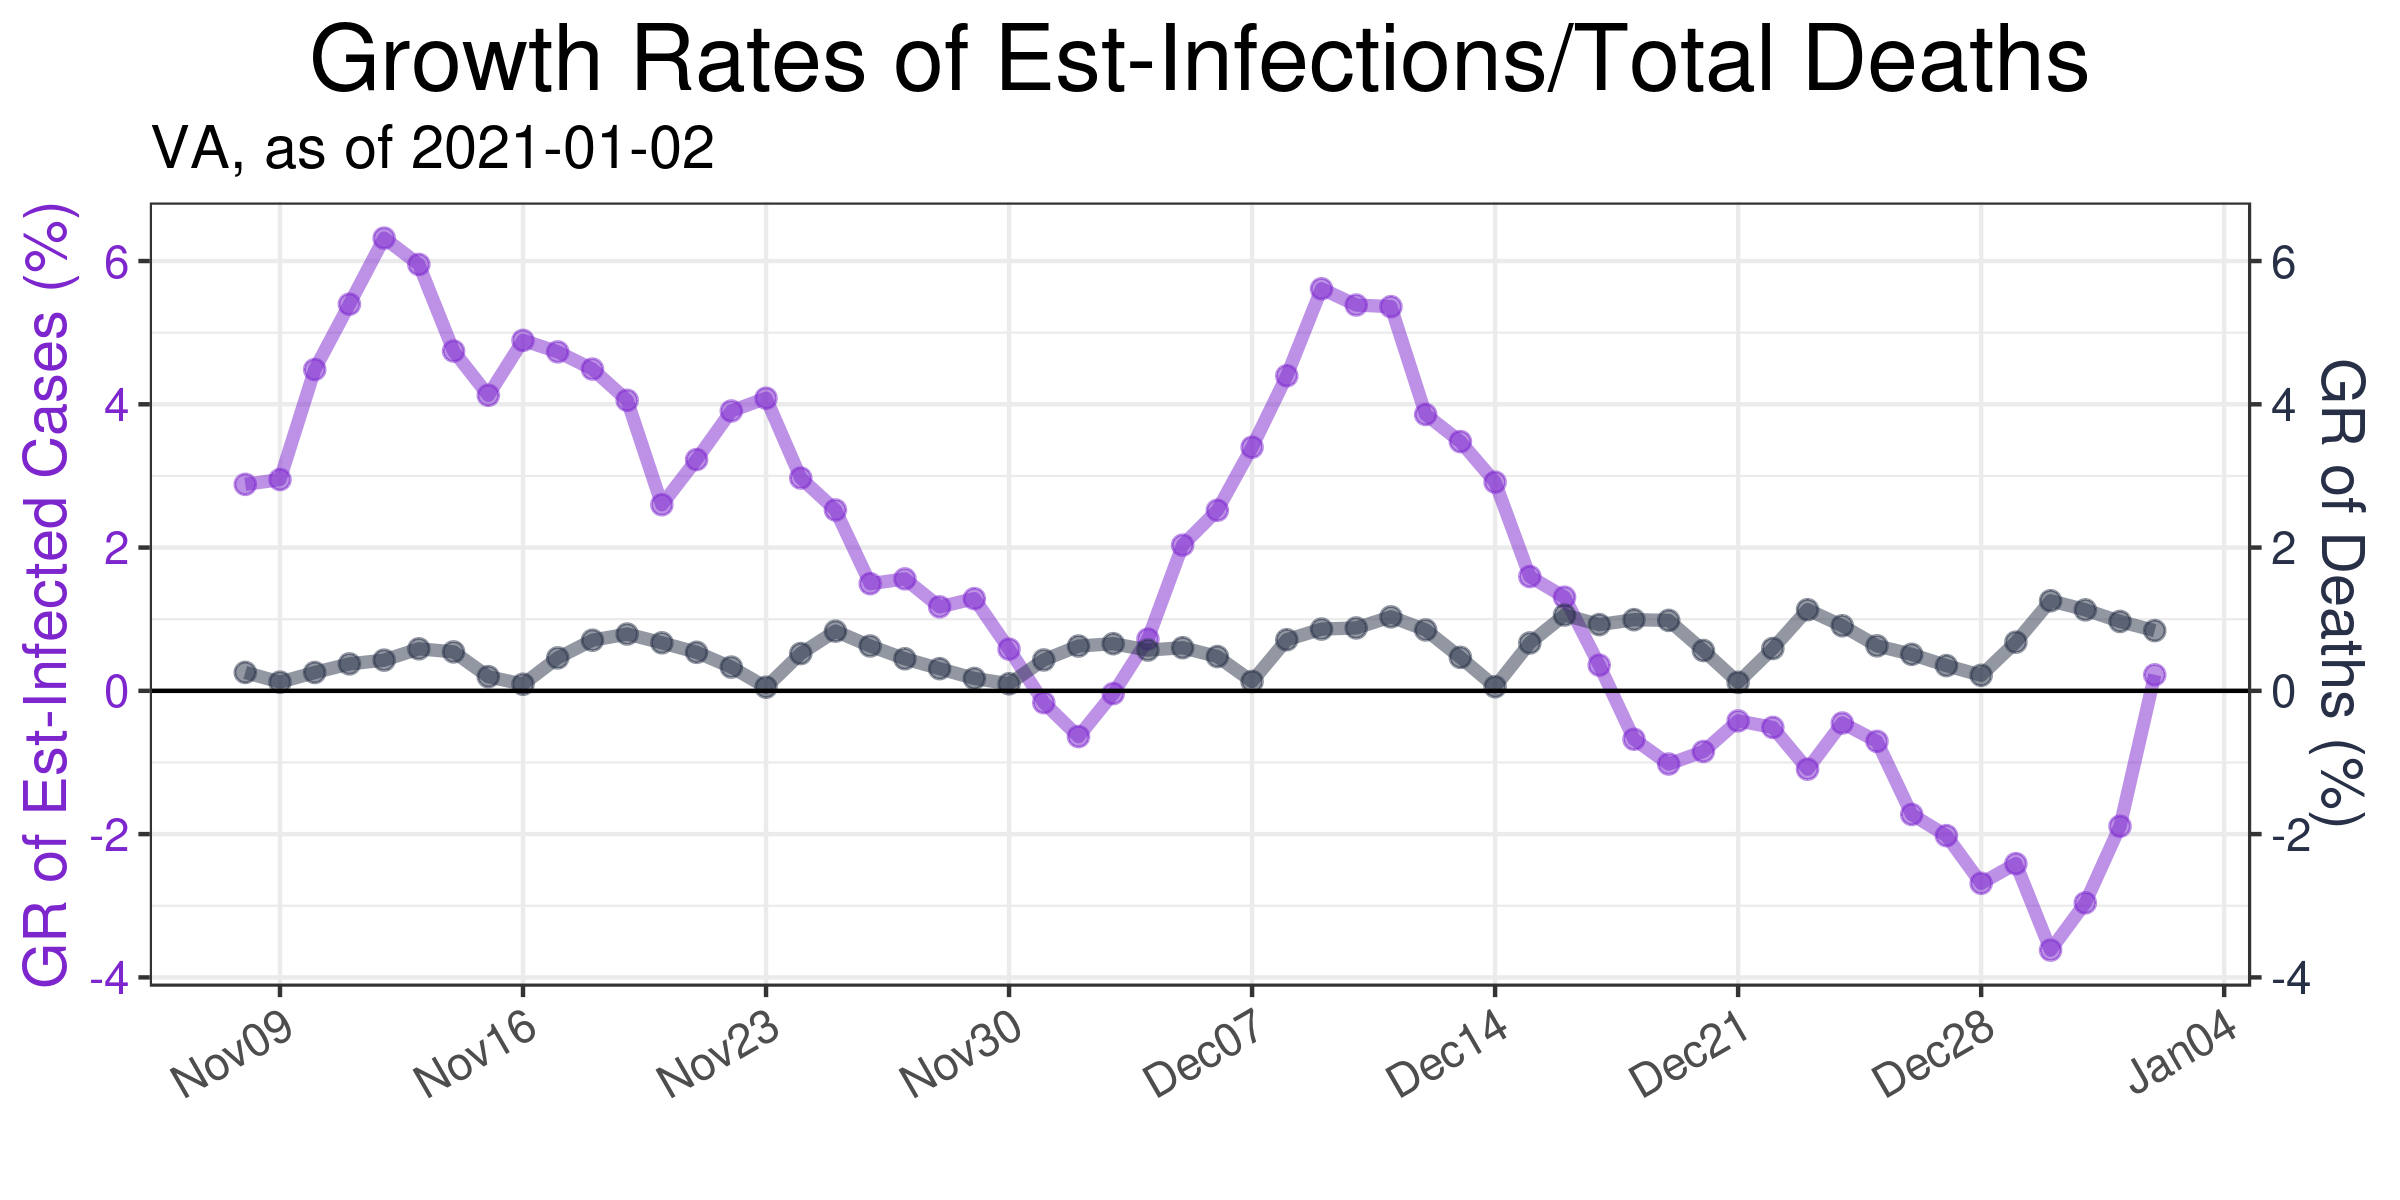 Growth Rates of Est-Infections/Total Deaths
VA, as of 2021-01-02
GR of Est-Infected Cases (%)
6
4
2
0
-2
-4
6
4
2
0
-2
-4
GR of Deaths (%)
Nov09
Nov16
Nov23
Nov30
Dec07
Dec14
Dec21
Dec28
Jan04